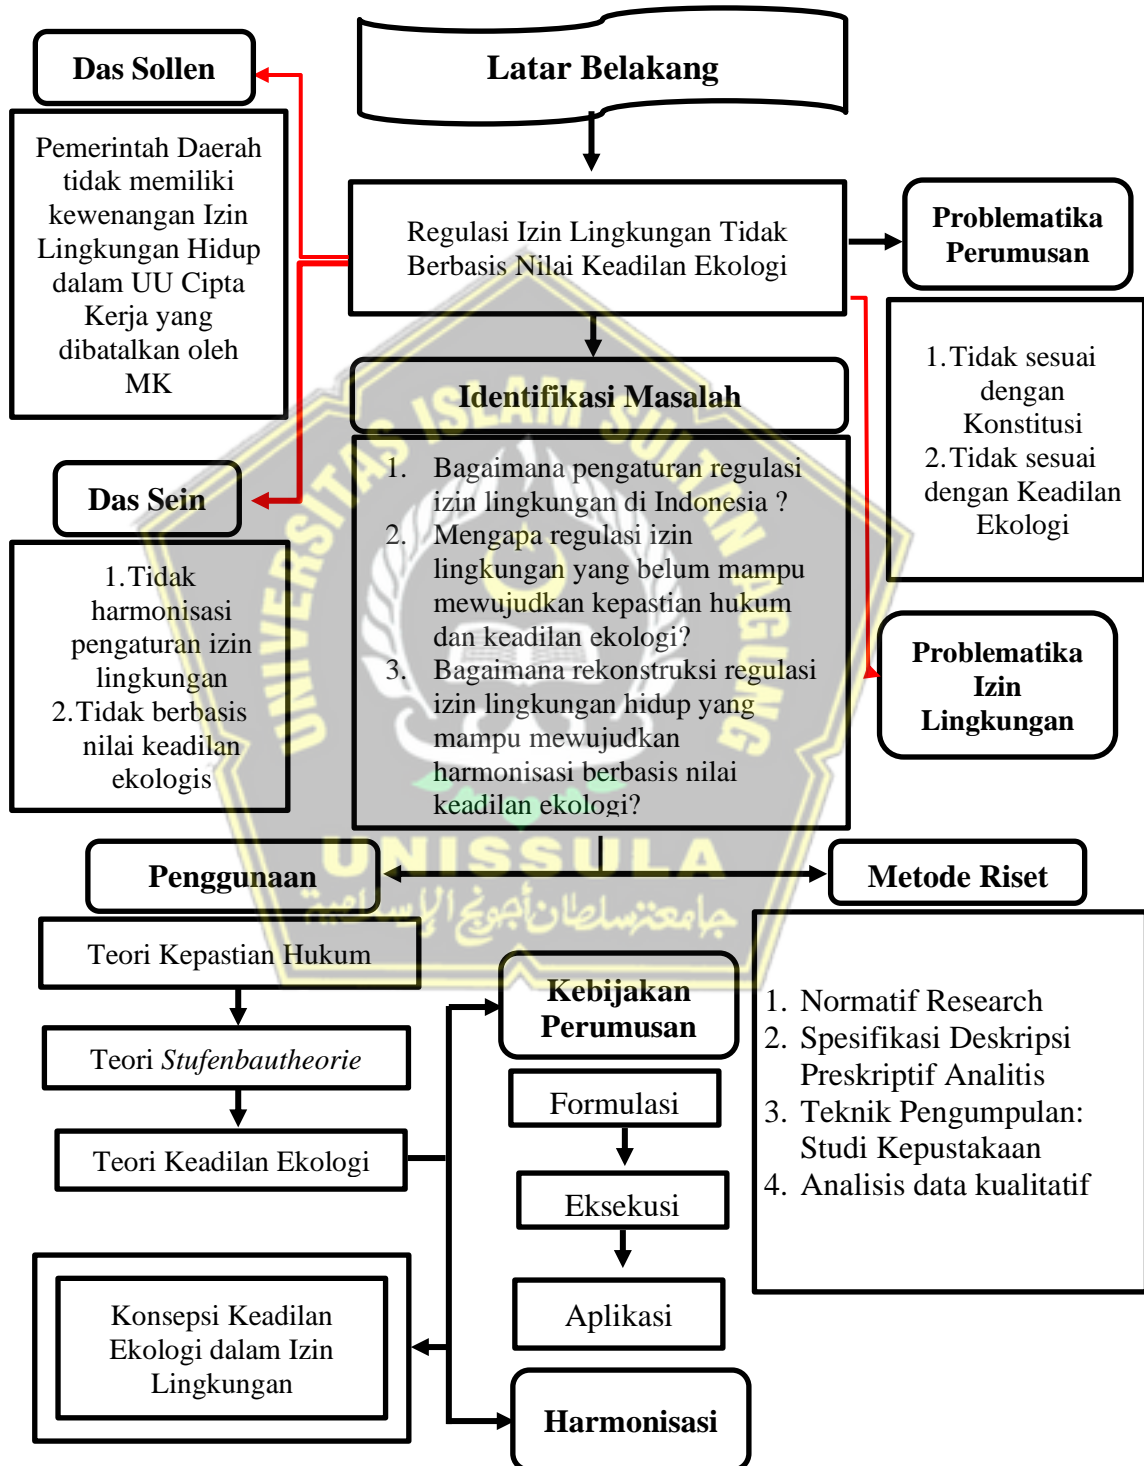 Latar Belakang
Das Sollen
Pemerintah Daerah
tidak memiliki
kewenangan Izin
Lingkungan Hidup
dalam UU Cipta
Kerja yang
dibatalkan oleh
MK
Regulasi Izin Lingkungan Tidak
Berbasis Nilai Keadilan Ekologi
Problematika
Perumusan
1. Tidak sesuai
dengan
Konstitusi
2. Tidak sesuai
dengan Keadilan
Ekologi
Identifikasi Masalah
1. Bagaimana pengaturan regulasi
izin lingkungan di Indonesia ?
2. Mengapa regulasi izin
lingkungan yang belum mampu
mewujudkan kepastian hukum
dan keadilan ekologi?
3. Bagaimana rekonstruksi regulasi
izin lingkungan hidup yang
mampu mewujudkan
harmonisasi berbasis nilai
keadilan ekologi?
Das Sein
1. Tidak
harmonisasi
pengaturan izin
lingkungan
2. Tidak berbasis
nilai keadilan
ekologis
Problematika
Izin
Lingkungan
UNIVERSITAS ISLAM SULTAN AGUNG
UNISSULA
جامعنسلطان أجونج الإسلامية
Penggunaan
Metode Riset
Teori Kepastian Hukum
Teori Stufenbautheorie
Teori Keadilan Ekologi
Kebijakan
Perumusan
Formulasi
Eksekusi
Aplikasi
1. Normatif Research
2. Spesifikasi Deskripsi
Preskriptif Analitis
3. Teknik Pengumpulan:
Studi Kepustakaan
4. Analisis data kualitatif
Konsepsi Keadilan
Ekologi dalam Izin
Lingkungan
Harmonisasi